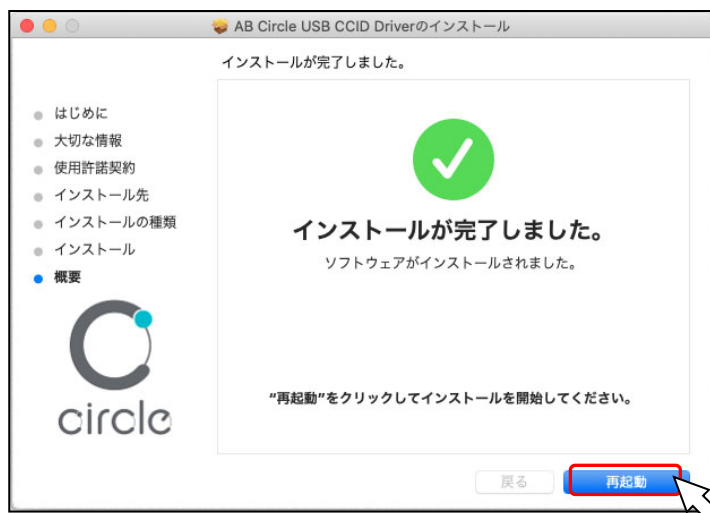 AB Circle USB CCID Driverのインストール
インストールが完了しました。
はじめに
大切な情報
使用許諾契約
インストール先
インストールの種類
インストール
概要
circle
インストールが完了しました。
ソフトウェアがインストールされました。
“再起動”をクリックしてインストールを開始してください。
戻る
再起動